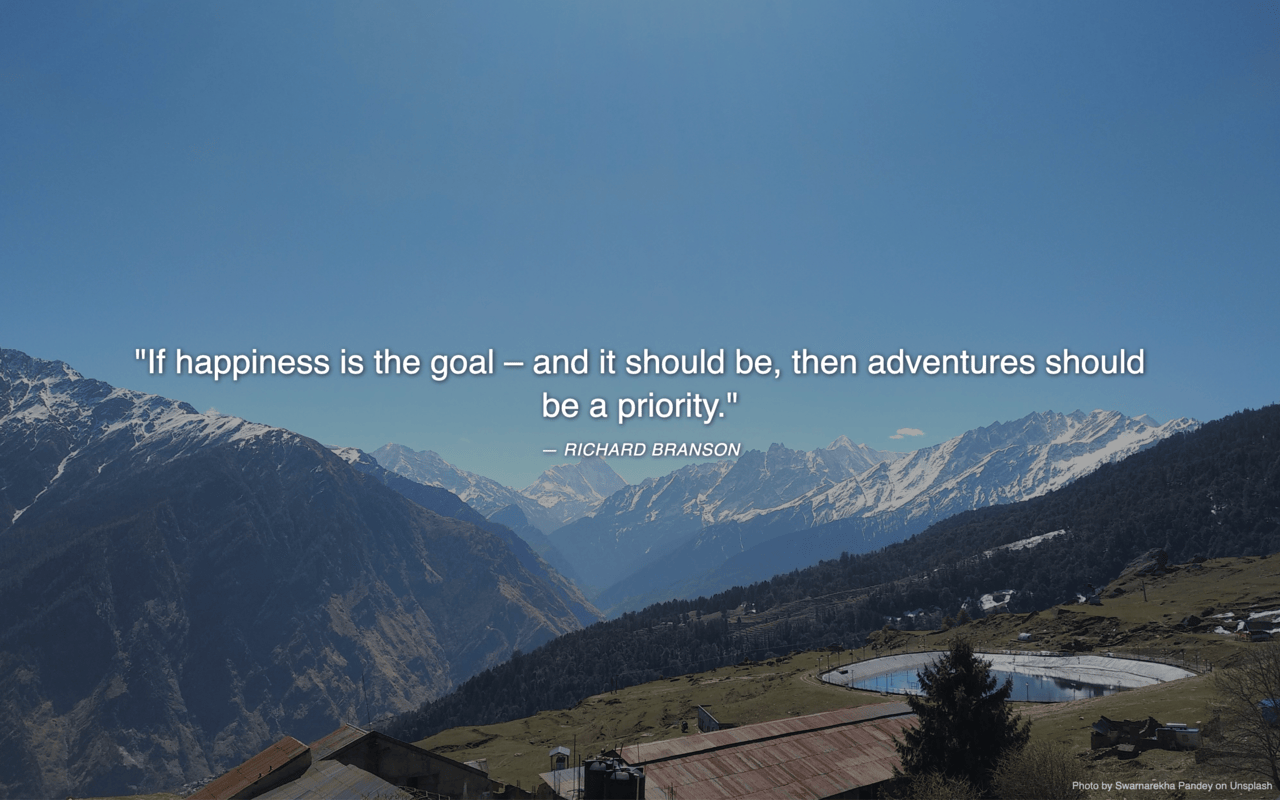 "If happiness is the goal – and it should be, then adventures should
be a priority."
— RICHARD BRANSON
Photo by Swarnarekha Pandey on Unsplash